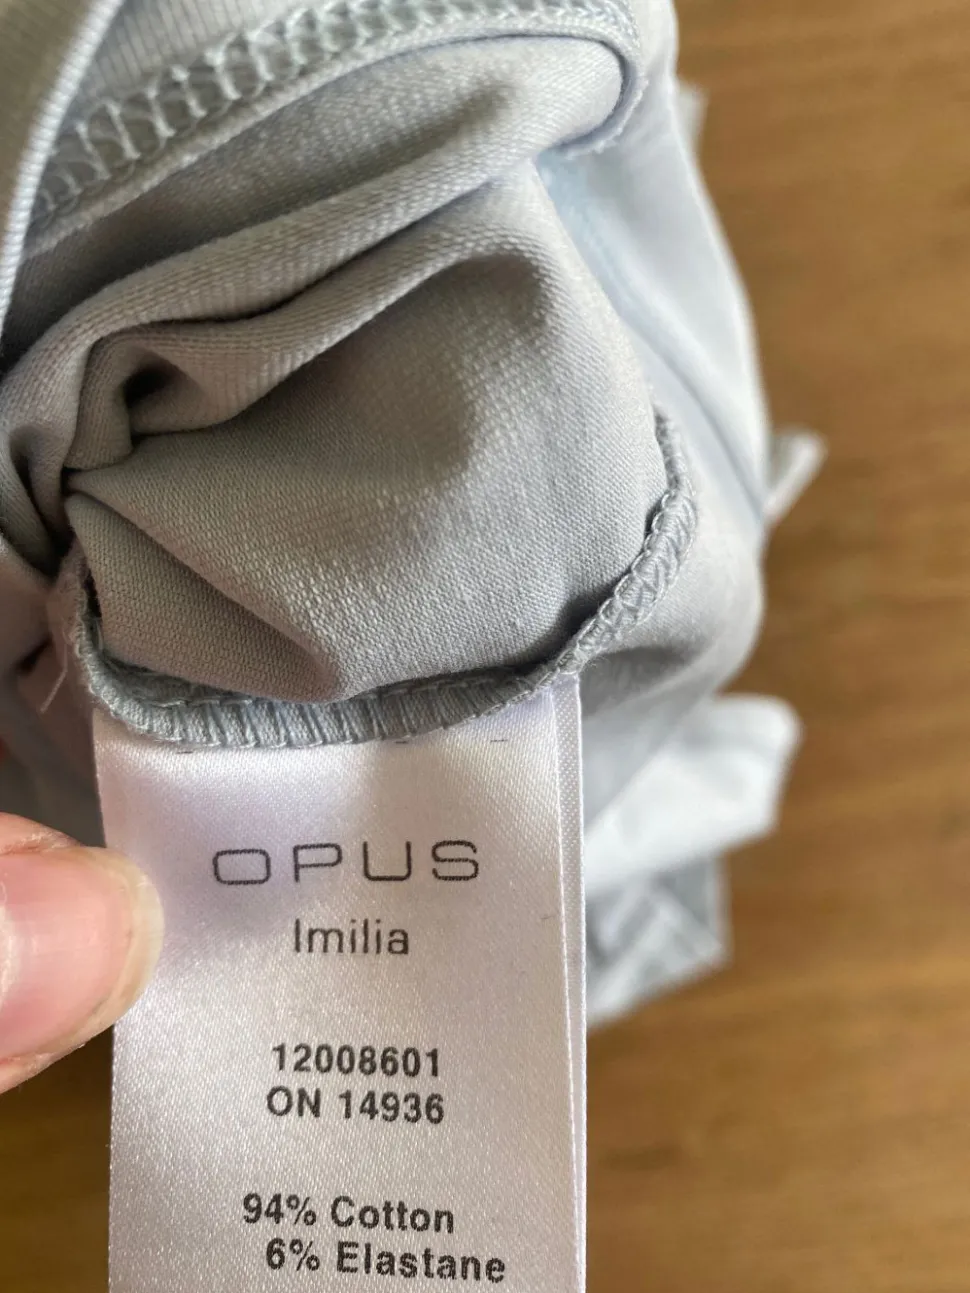 OPUS
Imilia
12008601
ON 14936
94% Cotton
6% Elastane